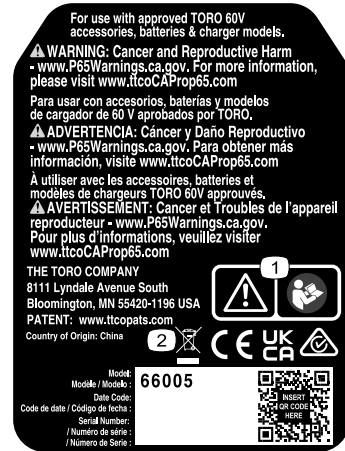 For use with approved TORO 60V
accessories, batteries & charger models.
WARNING: Cancer and Reproductive Harm
- www.P65Warnings.ca.gov. For more information,
please visit www.ttcoCAProp65.com
Para usar con accesorios, baterías y modelos
de cargador de 60 V aprobados por TORO.
ADVERTENCIA: Cáncer y Daño Reproductivo
- www.P65Warnings.ca.gov. Para obtener más
información, visite www.ttcoCAProp65.com
À utiliser avec les accessoires, batteries et
modèles de chargeurs TORO 60V approuvés.
AVERTISSEMENT: Cancer et Troubles de l'appareil
reproducteur - www.P65Warnings.ca.gov.
Pour plus d'informations, veuillez visiter
www.ttcoCAProp65.com
THE TORO COMPANY
8111 Lyndale Avenue South
Bloomington, MN 55420-1196 USA
PATENT: www.ttcopats.com
Country of Origin: China
1
2
CE
UK
CA
Model:
Modèle / Modelo :
66005
Date Code:
Code de date / Código de fecha :
Serial Number:
/ Numéro de série :
/ Número de Serie :
INSERT
QR CODE
HERE